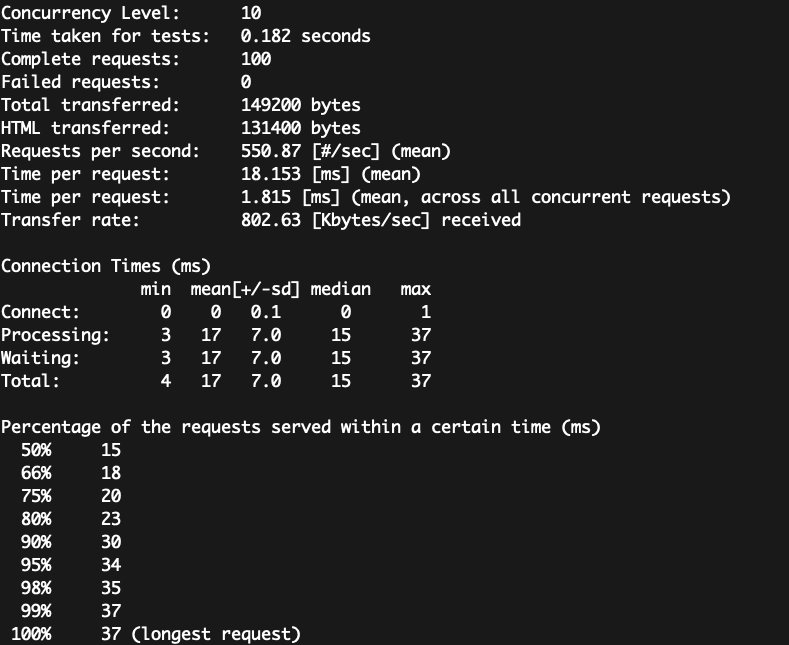 Concurrency Level:      10
Time taken for tests:   0.182 seconds
Complete requests:      100
Failed requests:        0
Total transferred:      149200 bytes
HTML transferred:       131400 bytes
Requests per second:    550.87 [#/sec] (mean)
Time per request:       18.153 [ms] (mean)
Time per request:       1.815 [ms] (mean, across all concurrent requests)
Transfer rate:          802.63 [Kbytes/sec] received

Connection Times (ms)
              min  mean[+/-sd] median   max
Connect:        0    0   0.1      0       1
Processing:     3   17   7.0     15      37
Waiting:        3   17   7.0     15      37
Total:          4   17   7.0     15      37

Percentage of the requests served within a certain time (ms)
  50%     15
  66%     18
  75%     20
  80%     23
  90%     30
  95%     34
  98%     35
  99%     37
 100%     37 (longest request)